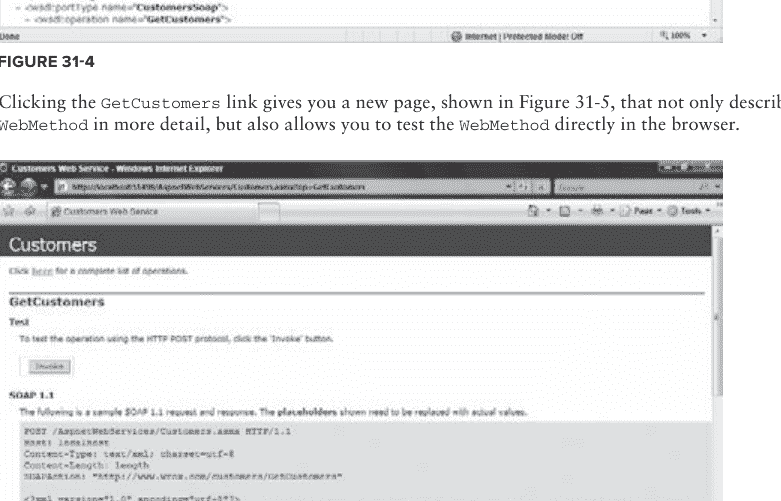 - <wsdl:portType name="CustomersSoap">
- <wsdl:operation name="GetCustomers">
Done
Internet | Protected Mode: Off
100%
FIGURE 31-4
Clicking the GetCustomers link gives you a new page, shown in Figure 31-5, that not only descri
WebMethod in more detail, but also allows you to test the WebMethod directly in the browser.
Customers Web Service - Windows Internet Explorer
Customers Web Service
Page
Tools
Customers
Click here for a complete list of operations.
GetCustomers
Test
To test the operation using the HTTP POST protocol, click the 'Invoke' button.
Invoke
SOAP 1.1
The following is a sample SOAP 1.1 request and response. The placeholders shown need to be replaced with actual values.
POST /AspnetWebServices/Customers.asmx HTTP/1.1
Host: localhost
Content-Type: text/xml; charset=utf-8
Content-Length: length
SOAPAction: "http://www.wrox.com/customers/GetCustomers"
<?xml version="1.0" encoding="utf-8"?>